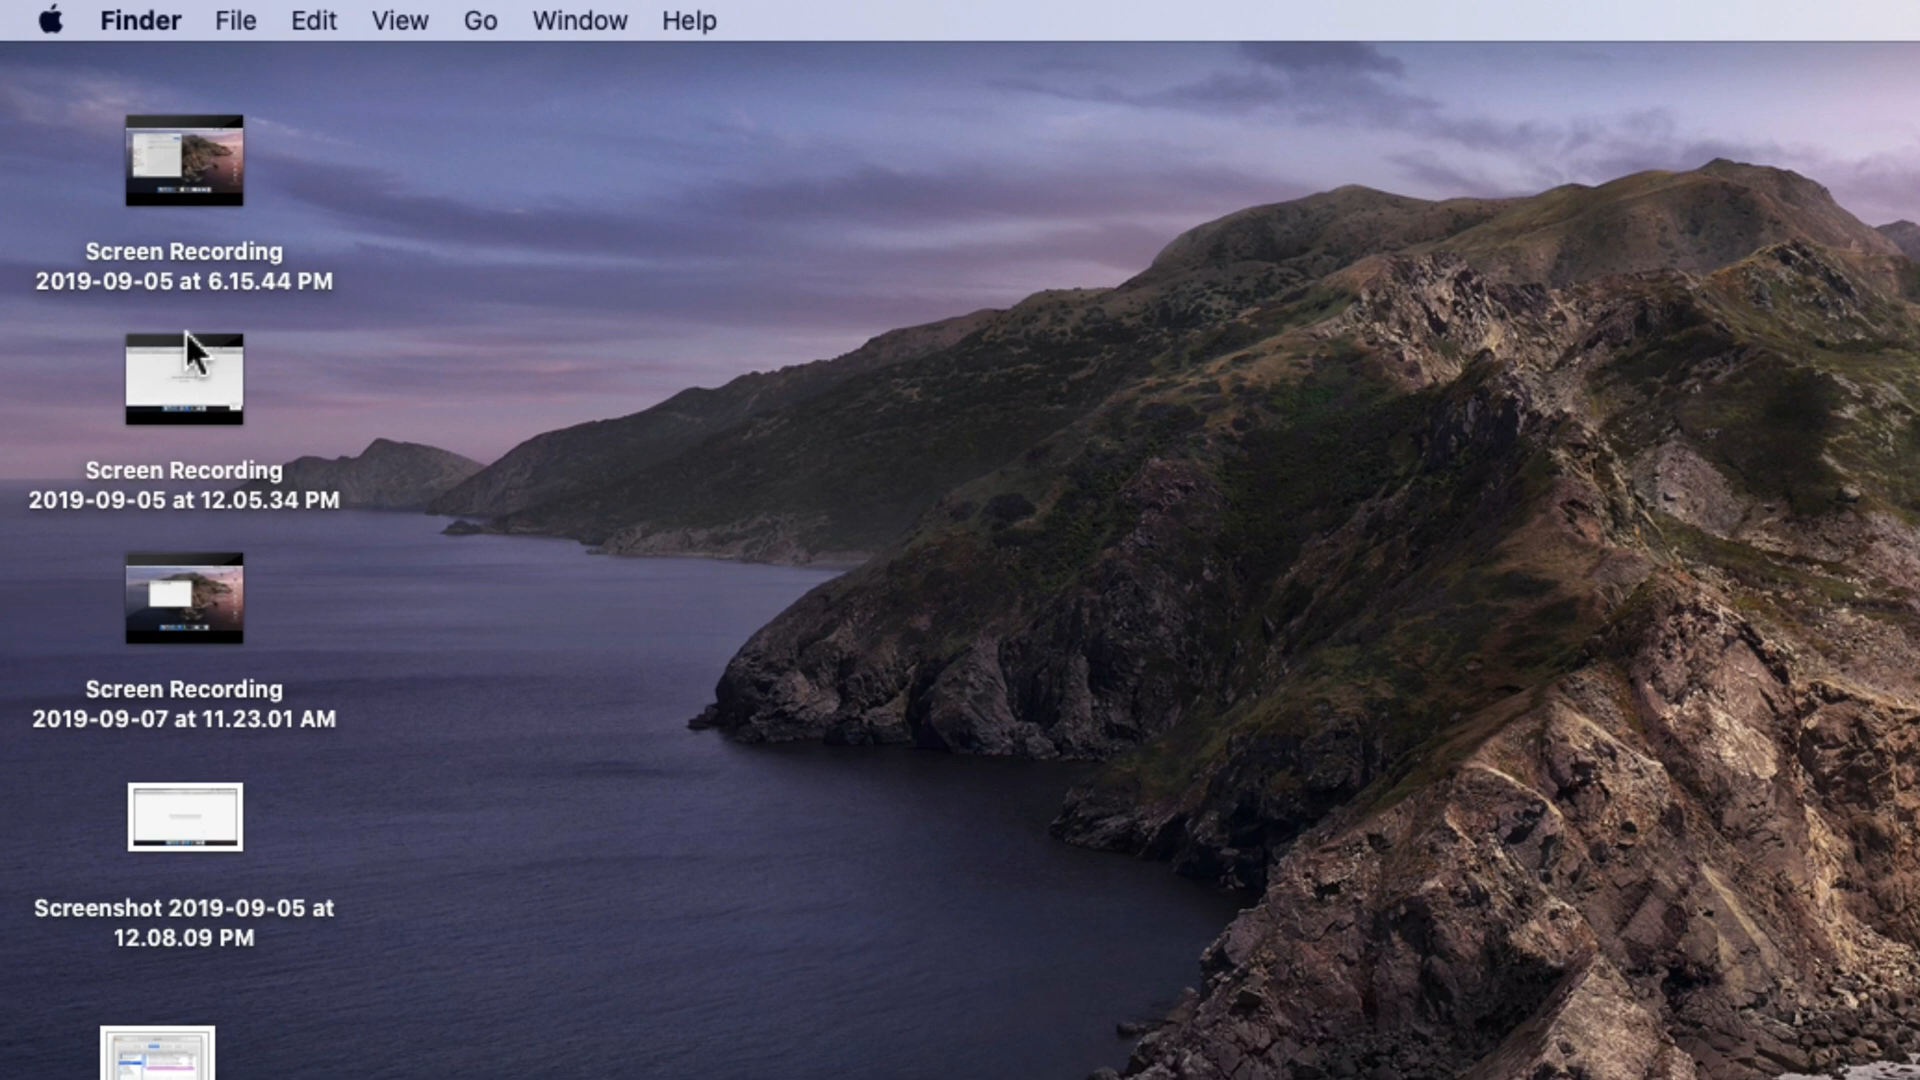 Finder File Edit View Go Window Help
Screen Recording
2019-09-05 at 6.15.44 PM
Screen Recording
2019-09-05 at 12.05.34 PM
Screen Recording
2019-09-07 at 11.23.01 AM
Screenshot 2019-09-05 at
12.08.09 PM